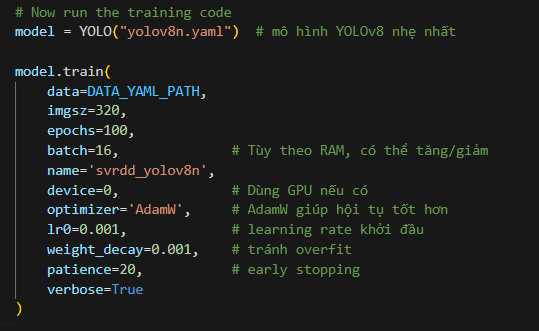 # Now run the training code
model = YOLO("yolov8n.yaml")  # mô hình YOLOv8 nhẹ nhất
model.train(
    data=DATA_YAML_PATH,
    imgsz=320,
    epochs=100,
    batch=16,              # Tùy theo RAM, có thể tăng/giảm
    name='svrdd_yolov8n',
    device=0,              # Dùng GPU nếu có
    optimizer='AdamW',     # AdamW giúp hội tụ tốt hơn
    lr0=0.001,             # learning rate khởi đầu
    weight_decay=0.001,    # tránh overfit
    patience=20,           # early stopping
    verbose=True
)